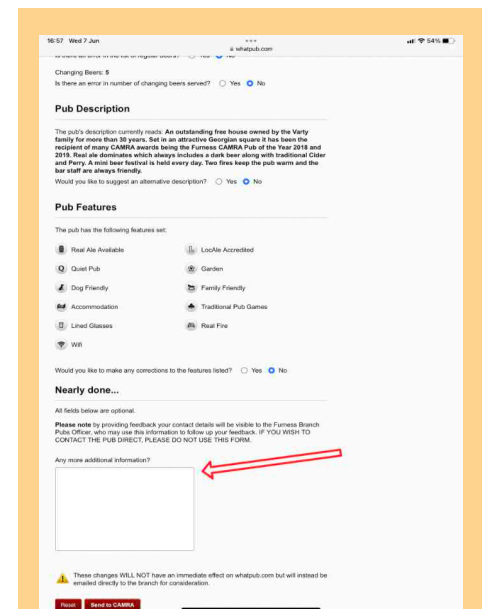 16:57 Wed 7 Jun
54%
whatpub.com
Changing Beers: 5
Is there an error in number of changing beers served? Yes No
Pub Description
The pub's description currently reads: An outstanding free house owned by the Varty
family for more than 30 years. Set in an attractive Georgian square it has been the
recipient of many CAMRA awards being the Furness CAMRA Pub of the Year 2018 and
2019. Real ale dominates which always includes a dark beer along with traditional Cider
and Perry. A mini beer festival is held every day. Two fires keep the pub warm and the
bar staff are always friendly.
Would you like to suggest an alternative description? Yes No
Pub Features
The pub has the following features set:
Real Ale Available LocAle Accredited
Q Quiet Pub Garden
Dog Friendly Family Friendly
Accommodation Traditional Pub Games
Lined Glasses Real Fire
Wifi
Would you like to make any corrections to the features listed? Yes No
Nearly done...
All fields below are optional.
Please note by providing feedback your contact details will be visible to the Furness Branch
Pubs Officer, who may use this information to follow up your feedback. IF YOU WISH TO
CONTACT THE PUB DIRECT, PLEASE DO NOT USE THIS FORM.
Any more additional information?
These changes WILL NOT have an immediate effect on whatpub.com but will instead be
emailed directly to the branch for consideration.
Reset Send to CAMRA